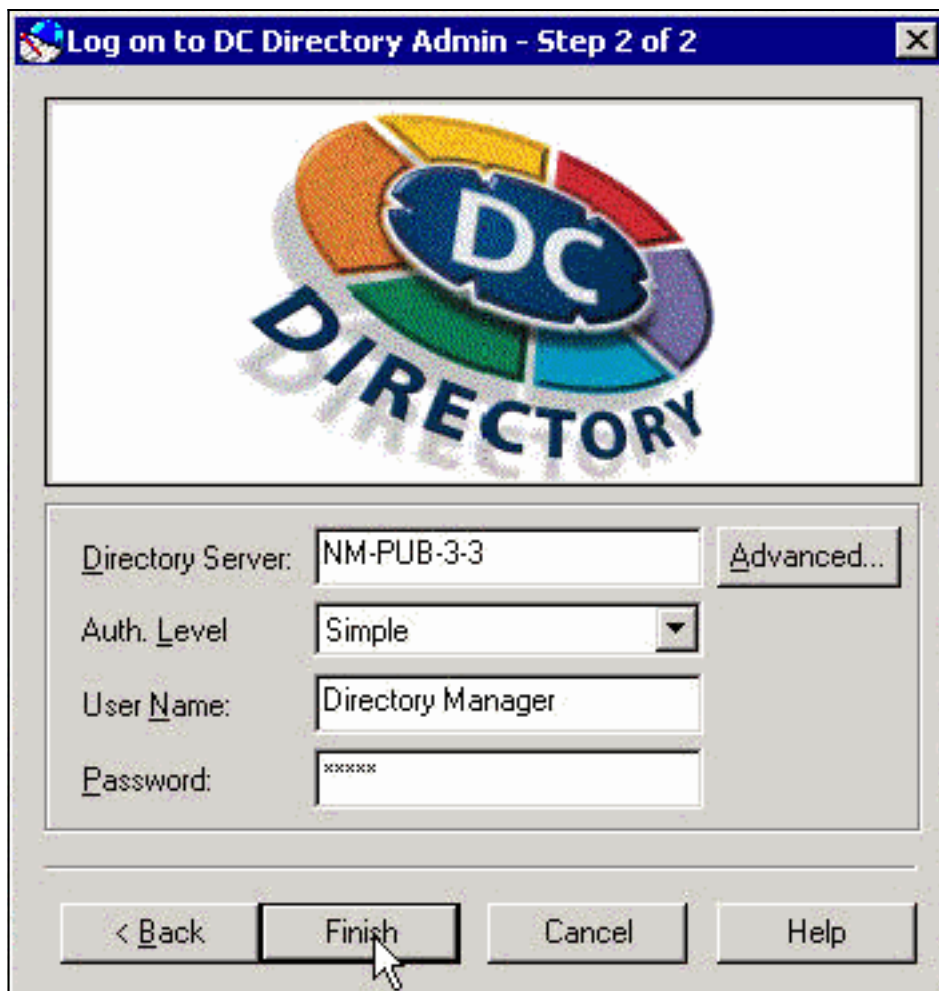 Log on to DC Directory Admin - Step 2 of 2
DC
DIRECTORY
Directory Server: NM-PUB-3-3 Advanced...
Auth. Level Simple
User Name: Directory Manager
Password: xxxxx
< Back Finish Cancel Help